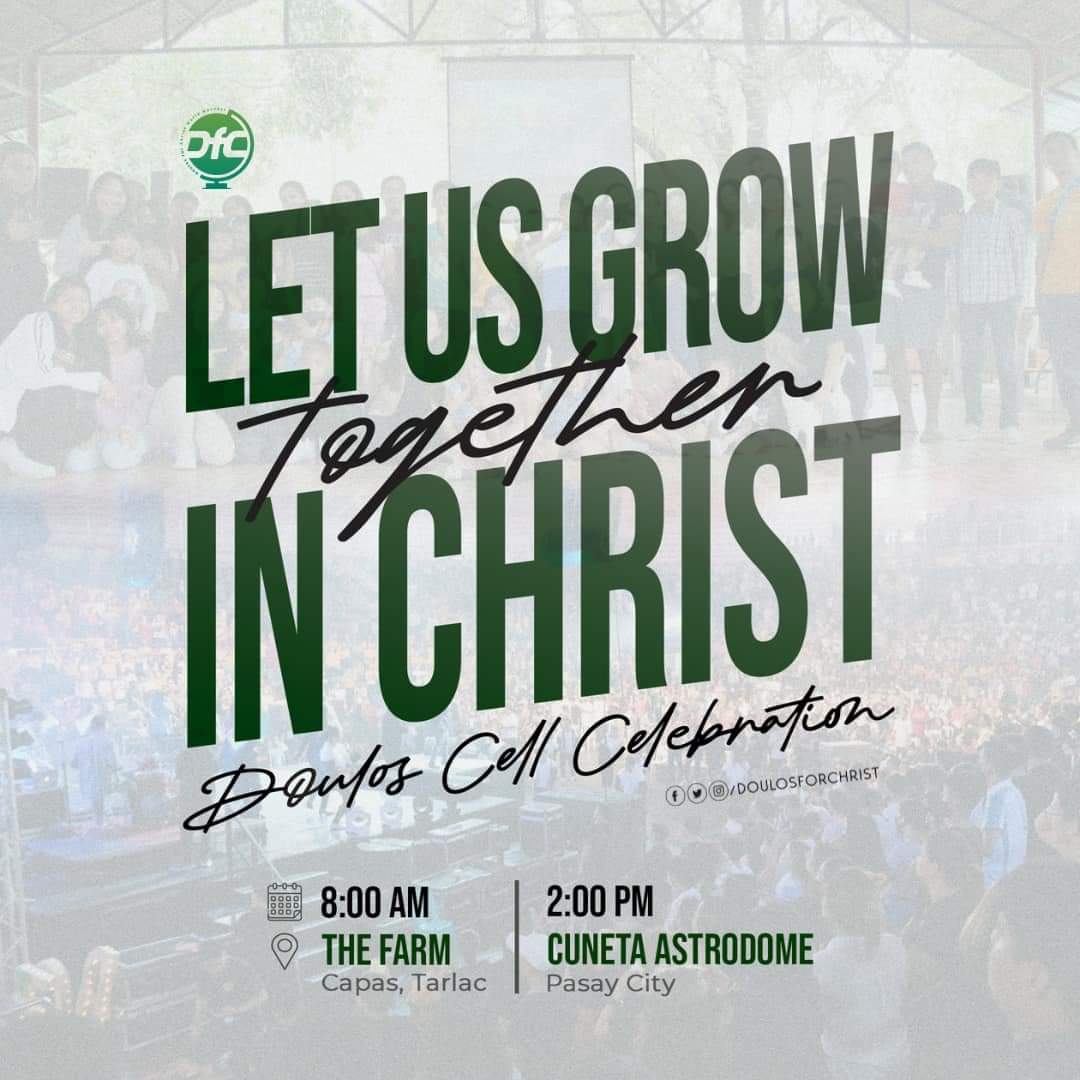 DfC
LET US GROW
together
IN CHRIST
Doulos Cell Celebration
/DOULOSFORCHRIST
8:00 AM
THE FARM
Capas, Tarlac
2:00 PM
CUNETA ASTRODOME
Pasay City